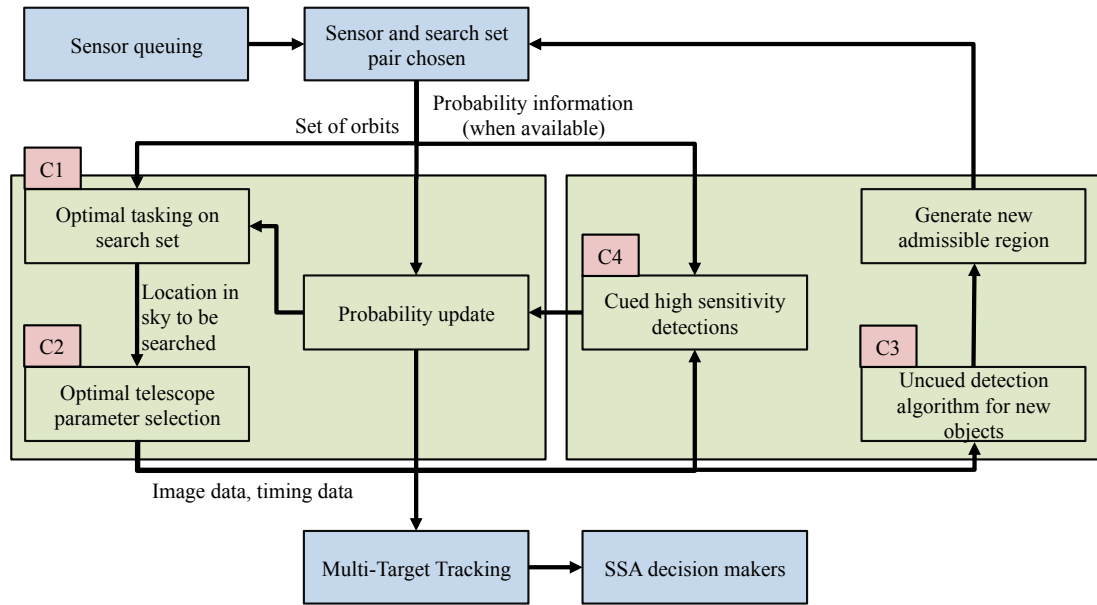 Sensor queuing
Sensor and search set
pair chosen
Probability information
(when available)
Set of orbits
C1
Optimal tasking on
search set
Generate new
admissible region
C4
Cued high sensitivity
detections
Probability update
Location in
sky to be
searched
C2
Optimal telescope
parameter selection
C3
Uncued detection
algorithm for new
objects
Image data, timing data
Multi-Target Tracking
SSA decision makers